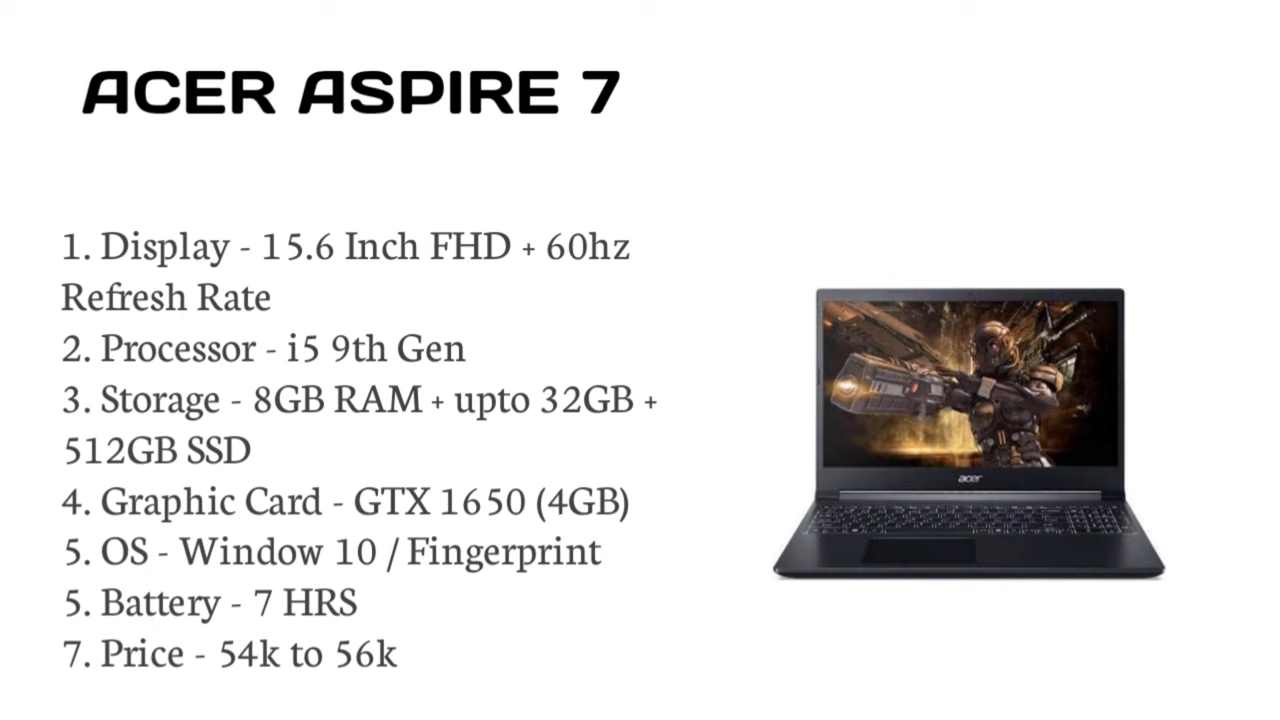 ACER ASPIRE 7
1. Display - 15.6 Inch FHD + 60hz
Refresh Rate
2. Processor - i5 9th Gen
3. Storage - 8GB RAM + upto 32GB +
512GB SSD
4. Graphic Card - GTX 1650 (4GB)
5. OS - Window 10 / Fingerprint
5. Battery - 7 HRS
7. Price - 54k to 56k
acer